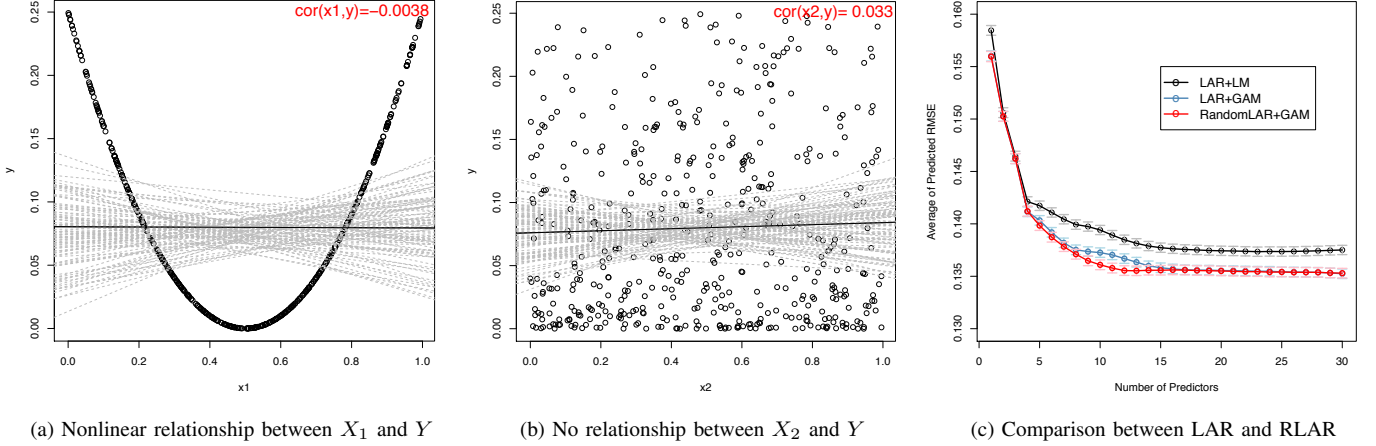 cor(x1,y)=−0.0038
y
0.00
0.05
0.10
0.15
0.20
0.25
0.0
0.2
0.4
0.6
0.8
1.0
x1
(a) Nonlinear relationship between X1 and Y
cor(x2,y)= 0.033
y
0.00
0.05
0.10
0.15
0.20
0.25
0.0
0.2
0.4
0.6
0.8
1.0
x2
(b) No relationship between X2 and Y
Average of Predicted RMSE
0.130
0.135
0.140
0.145
0.150
0.155
0.160
LAR+LM
LAR+GAM
RandomLAR+GAM
0
5
10
15
20
25
30
Number of Predictors
(c) Comparison between LAR and RLAR